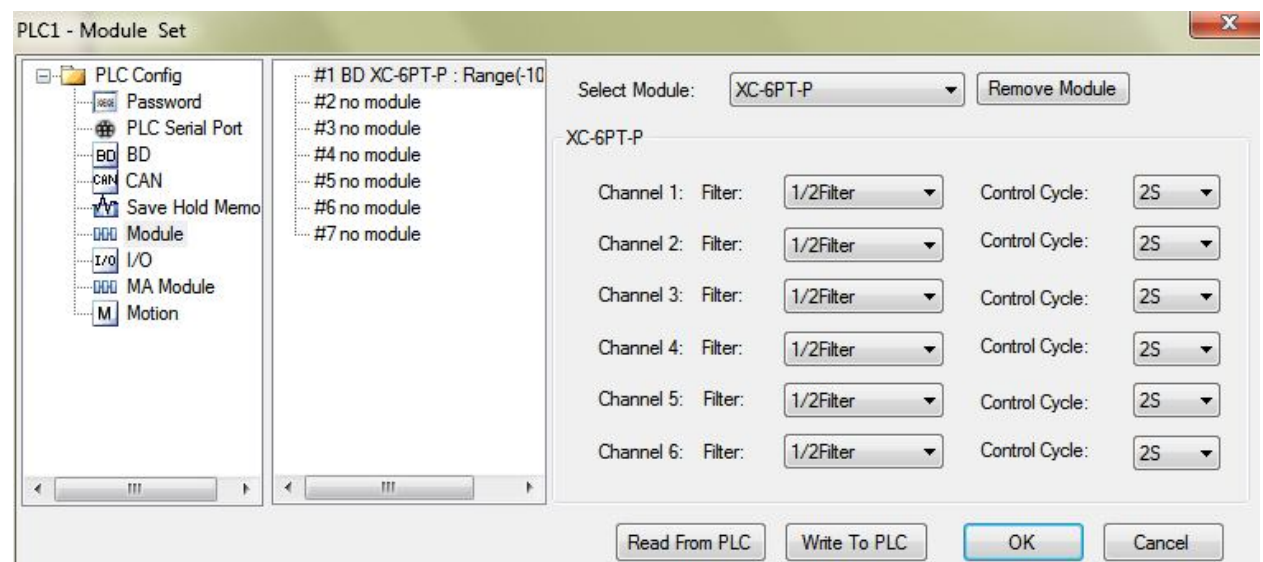 PLC1 - Module Set
X
PLC Config
Password
PLC Serial Port
BD BD
CAN CAN
Save Hold Memo
Module
I/O I/O
MA Module
M Motion
#1 BD XC-6PT-P : Range(-10
#2 no module
#3 no module
#4 no module
#5 no module
#6 no module
#7 no module
Select Module: XC-6PT-P Remove Module
XC-6PT-P
Channel 1: Filter: 1/2Filter Control Cycle: 2S
Channel 2: Filter: 1/2Filter Control Cycle: 2S
Channel 3: Filter: 1/2Filter Control Cycle: 2S
Channel 4: Filter: 1/2Filter Control Cycle: 2S
Channel 5: Filter: 1/2Filter Control Cycle: 2S
Channel 6: Filter: 1/2Filter Control Cycle: 2S
Read From PLC Write To PLC OK Cancel